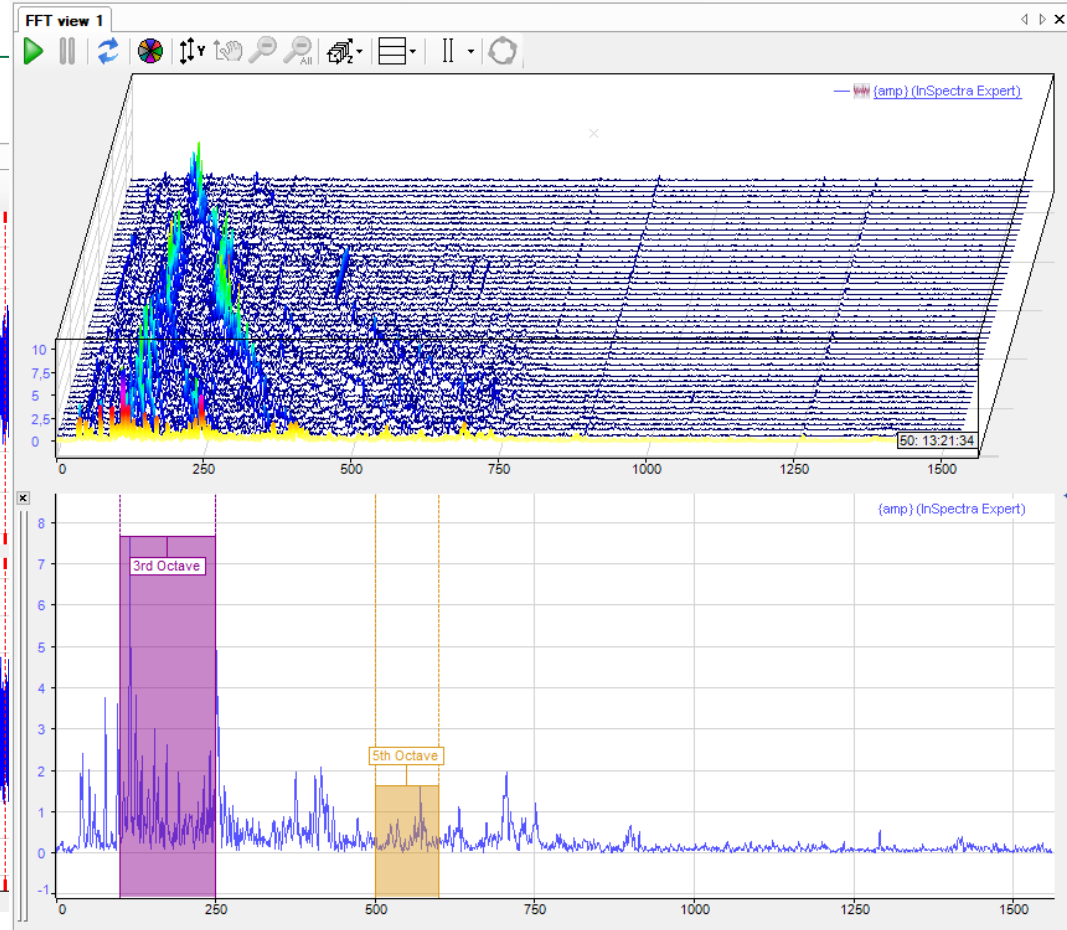 FFT view 1
Y
All
Z
{amp} (InSpectra Expert)
10
7,5
5
2,5
0
50: 13:21:34
0 250 500 750 1000 1250 1500
{amp} (InSpectra Expert)
8
7
3rd Octave
6
5
4
3
5th Octave
2
1
0
-1
0 250 500 750 1000 1250 1500